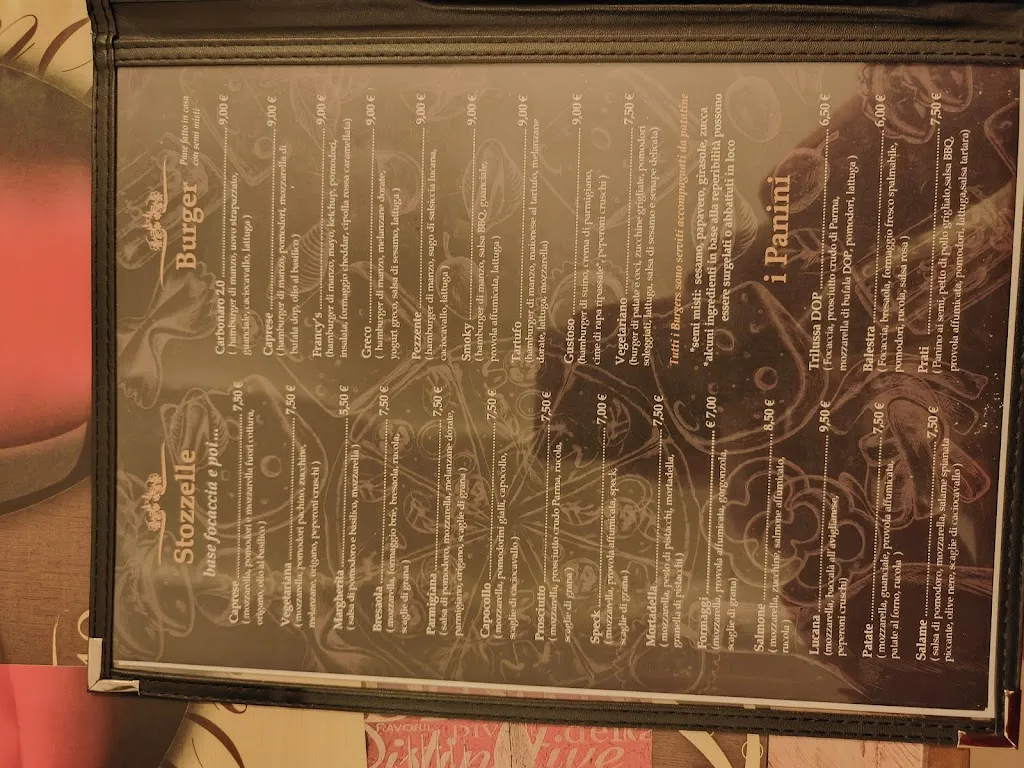 Stozzelle
base focaccia e poi...
Caprese ........ 7,50 €
( mozzarella, pomodori e mozzarella fuori cottura,
origano, olio al basilico )
Vegetariana ........ 7,50 €
( mozzarella, pomodori pachino, zucchine,
melanzane, origano, peperoni cruschi )
Margherita ........ 5,50 €
( salsa di pomodoro e basilico, mozzarella )
Bresana ........ 7,50 €
( mozzarella, formaggio briè, bresaola, rucola,
scaglie di grana )
Parmigiana ........ 7,50 €
( salsa di pomodoro, mozzarella, melanzane dorate,
parmigiano, origano, scaglie di grana )
Capocollo ........ 7,50 €
( mozzarella, pomodorini gialli, capocollo,
scaglie di caciocavallo )
Prosciutto ........ 7,50 €
( mozzarella, prosciutto crudo Parma, rucola,
scaglie di grana)
Speck ........ 7,00 €
( mozzarella, provola affumicata, speck,
scaglie di grana)
Mortadella ........ 7,50 €
( mozzarella, pesto di pistacchi, mortadella,
granella di pistacchi )
Formaggi ........ € 7,00
(mozzarella, provola affumicata, gorgonzola,
scaglie di grana)
Salmone ........ 8,50 €
(mozzarella, zucchine, salmone affumicato,
rucola )
Lucana ........ 9,50 €
(mozzarella, baccalà all'aviglianese,
peperoni cruschi)
Patate ........ 7,50 €
( mozzarella, guanciale, provola affumicata,
patate al forno, rucola )
Salame ........ 7,50 €
( salsa di pomodoro, mozzarella, salame spianata
piccante, olive nere, scaglie di caciocavallo )
Burger
Pane fatto in casa
con semi misti
Carbonaro 2.0 ........ 9,00 €
( hamburger di manzo, uovo strapazzato,
guanciale, caciocavallo, lattuga )
Caprese ........ 9,00 €
(hamburger di manzo, pomodori, mozzarella di
bufala dop, olio al basilico )
Francy's ........ 9,00 €
(hamburger di manzo, mayo, ketchup, pomodori,
insalata, formaggio cheddar, cipolla rossa caramellata)
Greco ........ 9,00 €
( hamburger di manzo, melanzane dorate,
yogurt greco, salsa di sesamo, lattuga )
Pezzente ........ 9,00 €
(hamburger di manzo, sugo di salsiccia lucana,
caciocavallo, lattuga )
Smoky ........ 9,00 €
(hamburger di manzo, salsa BBQ, guanciale,
provola affumicata, lattuga )
Tartufo ........ 9,00 €
(hamburger di manzo, maionese al tartufo, melanzane
dorate, lattuga, mozzarella)
Gustoso ........ 9,00 €
(hamburger di suino, crema di parmigiano,
cime di rapa ripassate*, peperoni cruschi )
Vegetariano ........ 7,50 €
(burger di patate e ceci, zucchine grigliate, pomodori
scheggiati, lattuga, salsa di sesamo e senape delicata)
Tutti i Burgers sono serviti accompagnati da patatine
*semi misti: sesamo, papavero, girasole, zucca
*alcuni ingredienti in base alla reperibilità possono
essere surgelati o abbattuti in loco
i Panini
Trilussa DOP ........ 6,50 €
( Focaccia, prosciutto crudo di Parma,
mozzarella di bufala DOP, pomodori, lattuga )
Balestra ........ 6,00 €
( Focaccia, bresaola, formaggio fresco spalmabile,
pomodori, rucola, salsa rosa )
Prati ........ 7,50 €
( Panino ai semi, petto di pollo grigliato, salsa BBQ,
provola affumicata, pomodori, lattuga, salsa tartara)